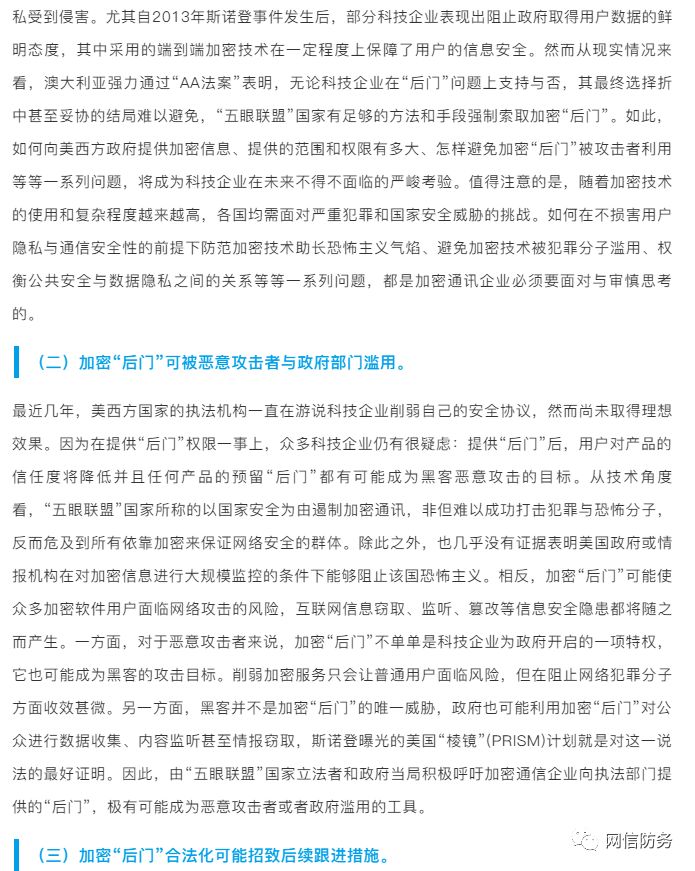 私受到侵害。尤其自2013年斯诺登事件发生后，部分科技企业表现出阻止政府取得用户数据的鲜
明态度，其中采用的端到端加密技术在一定程度上保障了用户的信息安全。然而从现实情况来
看，澳大利亚强力通过“AA法案”表明，无论科技企业在“后门”问题上支持与否，其最终选择折
中甚至妥协的结局难以避免，“五眼联盟”国家有足够的方法和手段强制索取加密“后门”。如此，
如何向美西方政府提供加密信息、提供的范围和权限有多大、怎样避免加密“后门”被攻击者利用
等等一系列问题，将成为科技企业在未来不得不面临的严峻考验。值得注意的是，随着加密技术
的使用和复杂程度越来越高，各国均需面对严重犯罪和国家安全威胁的挑战。如何在不损害用户
隐私与通信安全性的前提下防范加密技术助长恐怖主义气焰、避免加密技术被犯罪分子滥用、权
衡公共安全与数据隐私之间的关系等等一系列问题，都是加密通讯企业必须要面对与审慎思考
的。
（二）加密“后门”可被恶意攻击者与政府部门滥用。
最近几年，美西方国家的执法机构一直在游说科技企业削弱自己的安全协议，然而尚未取得理想
效果。因为在提供“后门”权限一事上，众多科技企业仍有很疑虑：提供“后门”后，用户对产品的
信任度将降低并且任何产品的预留“后门”都有可能成为黑客恶意攻击的目标。从技术角度
看，“五眼联盟”国家所称的以国家安全为由遏制加密通讯，非但难以成功打击犯罪与恐怖分子，
反而危及到所有依靠加密来保证网络安全的群体。除此之外，也几乎没有证据表明美国政府或情
报机构在对加密信息进行大规模监控的条件下能够阻止该国恐怖主义。相反，加密“后门”可能使
众多加密软件用户面临网络攻击的风险，互联网信息窃取、监听、篡改等信息安全隐患都将随之
而产生。一方面，对于恶意攻击者来说，加密“后门”不单单是科技企业为政府开启的一项特权，
它也可能成为黑客的攻击目标。削弱加密服务只会让普通用户面临风险，但在阻止网络犯罪分子
方面收效甚微。另一方面，黑客并不是加密“后门”的唯一威胁，政府也可能利用加密“后门”对公
众进行数据收集、内容监听甚至情报窃取，斯诺登曝光的美国“棱镜”(PRISM)计划就是对这一说
法的最好证明。因此，由“五眼联盟”国家立法者和政府当局积极呼吁加密通信企业向执法部门提
供的“后门”，极有可能成为恶意攻击者或者政府滥用的工具。
网信防务
（三）加密“后门”合法化可能招致后续跟进措施。